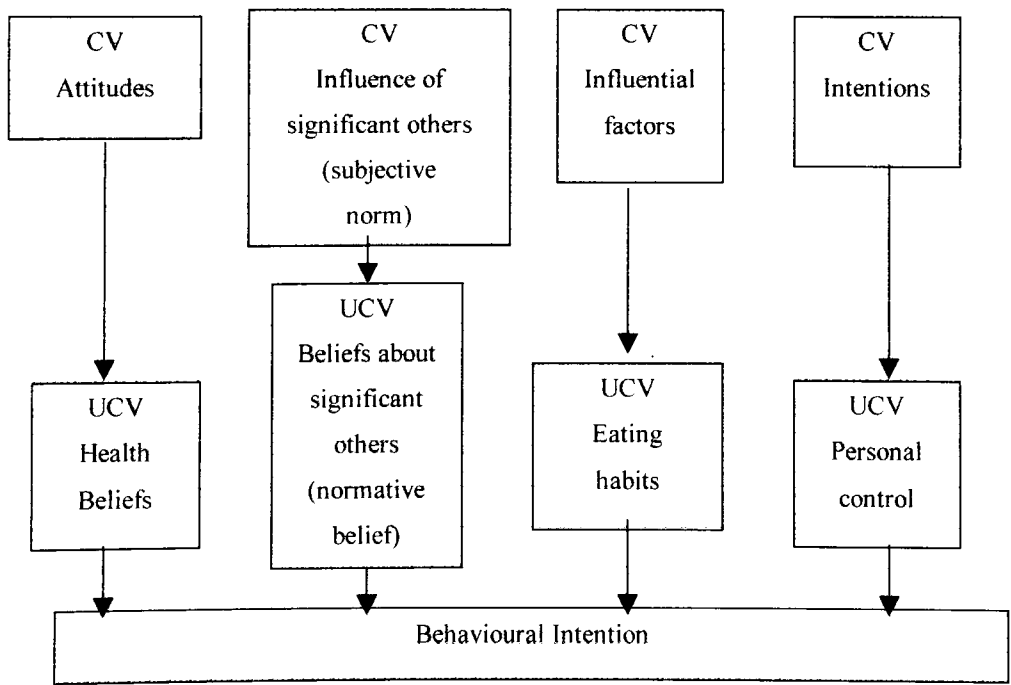 CV
Attitudes
CV
Influence of
significant others
(subjective
norm)
CV
Influential
factors
CV
Intentions
UCV
Health
Beliefs
UCV
Beliefs about
significant
others
(normative
belief)
UCV
Eating
habits
UCV
Personal
control
Behavioural Intention